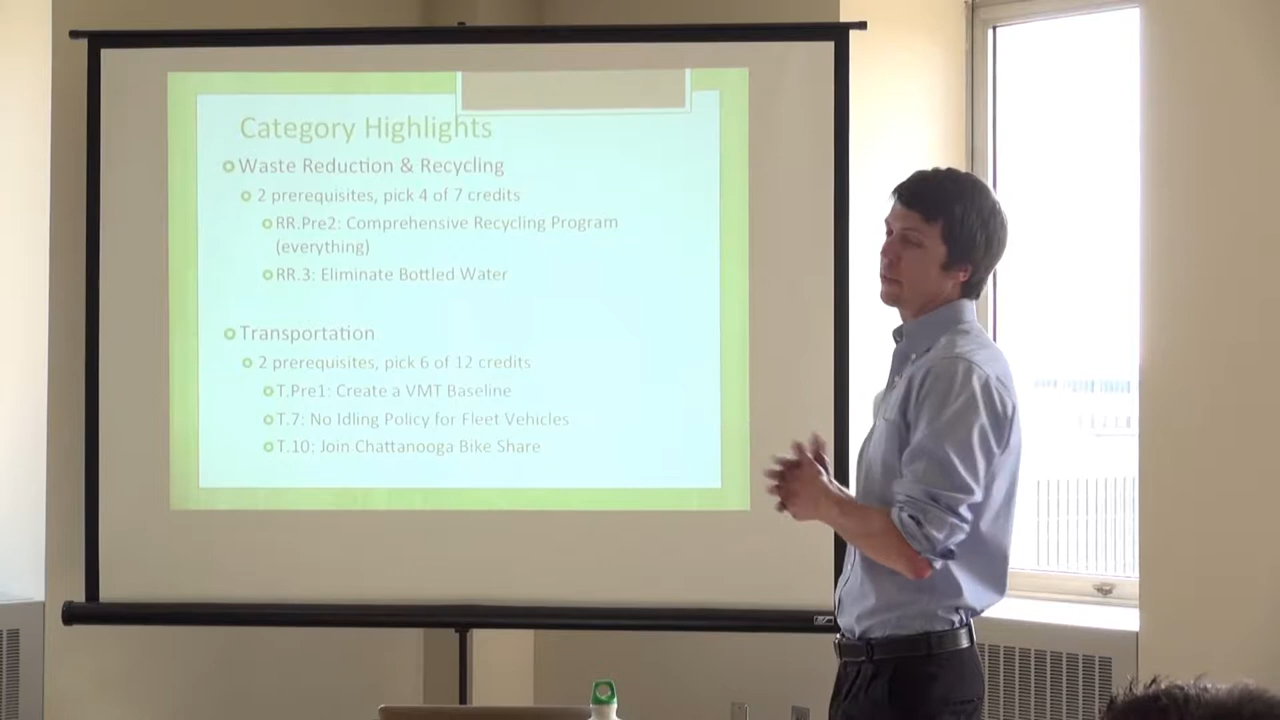 Category Highlights
Waste Reduction & Recycling
2 prerequisites, pick 4 of 7 credits
RR.Pre2: Comprehensive Recycling Program
(everything)
RR.3: Eliminate Bottled Water
Transportation
2 prerequisites, pick 6 of 12 credits
T.Pre1: Create a VMT Baseline
T.7: No Idling Policy for Fleet Vehicles
T.10: Join Chattanooga Bike Share